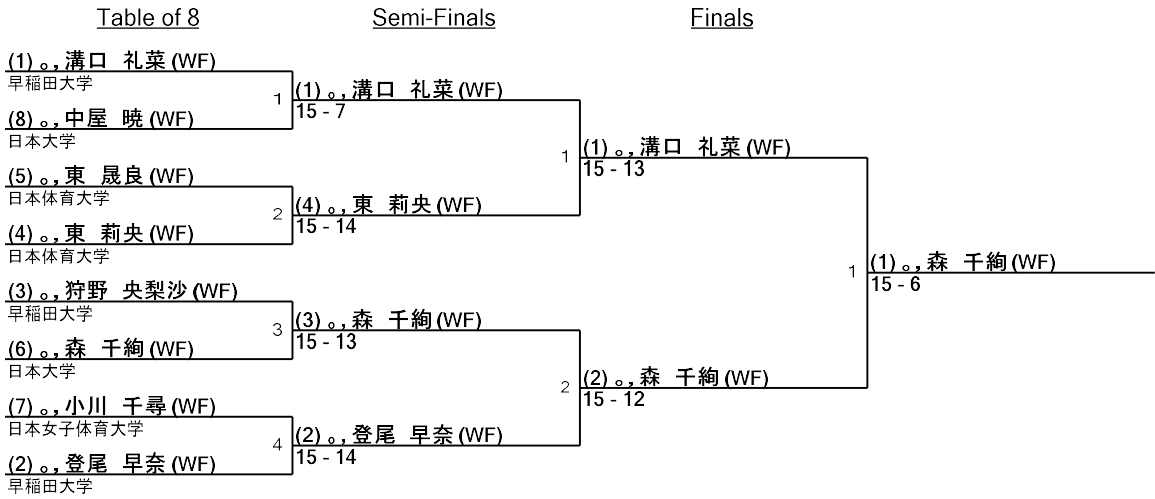 Table of 8
Semi-Finals
Finals
(1) 。, 溝口　礼菜 (WF)
早稲田大学
(8) 。, 中屋　暁 (WF)
日本大学
(5) 。, 東　晟良 (WF)
日本体育大学
(4) 。, 東　莉央 (WF)
日本体育大学
(3) 。, 狩野　央梨沙 (WF)
早稲田大学
(6) 。, 森　千絢 (WF)
日本大学
(7) 。, 小川　千尋 (WF)
日本女子体育大学
(2) 。, 登尾　早奈 (WF)
早稲田大学
1
(1) 。, 溝口　礼菜 (WF)
15 - 7
2
(4) 。, 東　莉央 (WF)
15 - 14
3
(3) 。, 森　千絢 (WF)
15 - 13
4
(2) 。, 登尾　早奈 (WF)
15 - 14
1
(1) 。, 溝口　礼菜 (WF)
15 - 13
2
(2) 。, 森　千絢 (WF)
15 - 12
1
(1) 。, 森　千絢 (WF)
15 - 6